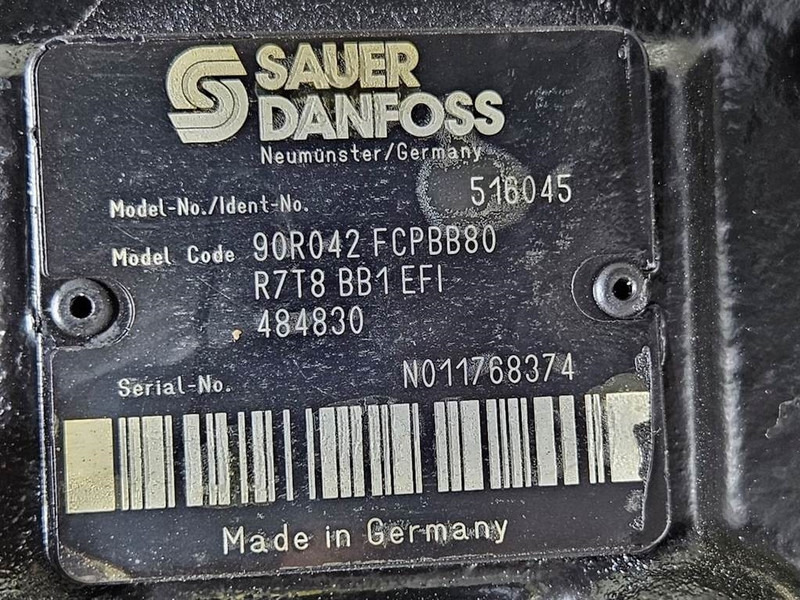 SAUER
DANFOSS
Neumünster/Germany
Model-No./Ident-No. 516045
Model Code 90R042 FCPBB80
R7T8 BB1 EFI
484830
Serial-No. N011768374
Made in Germany